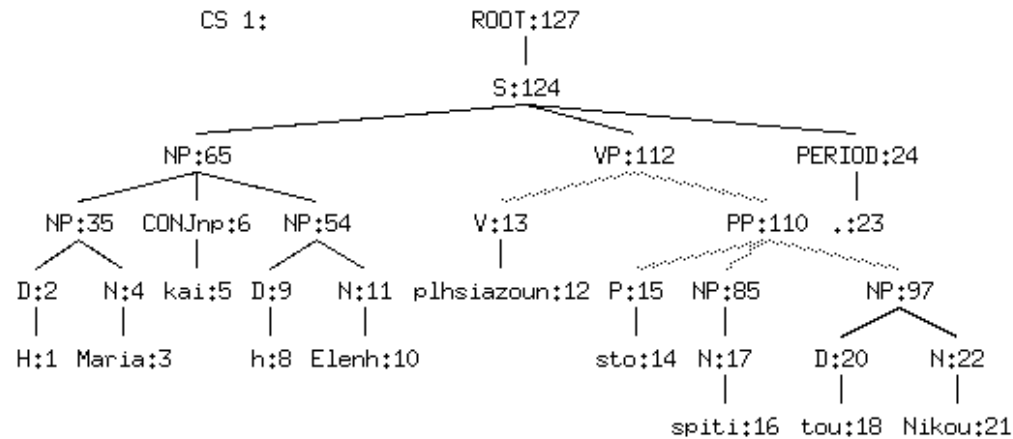 CS 1: ROOT:127
S:124
NP:65 VP:112 PERIOD:24
NP:35 CONJnp:6 NP:54 V:13 PP:110 .:23
D:2 N:4 kai:5 D:9 N:11 plhsiazoun:12 P:15 NP:85 NP:97
H:1 Maria:3 h:8 Elenh:10 sto:14 N:17 D:20 N:22
spiti:16 tou:18 Nikou:21